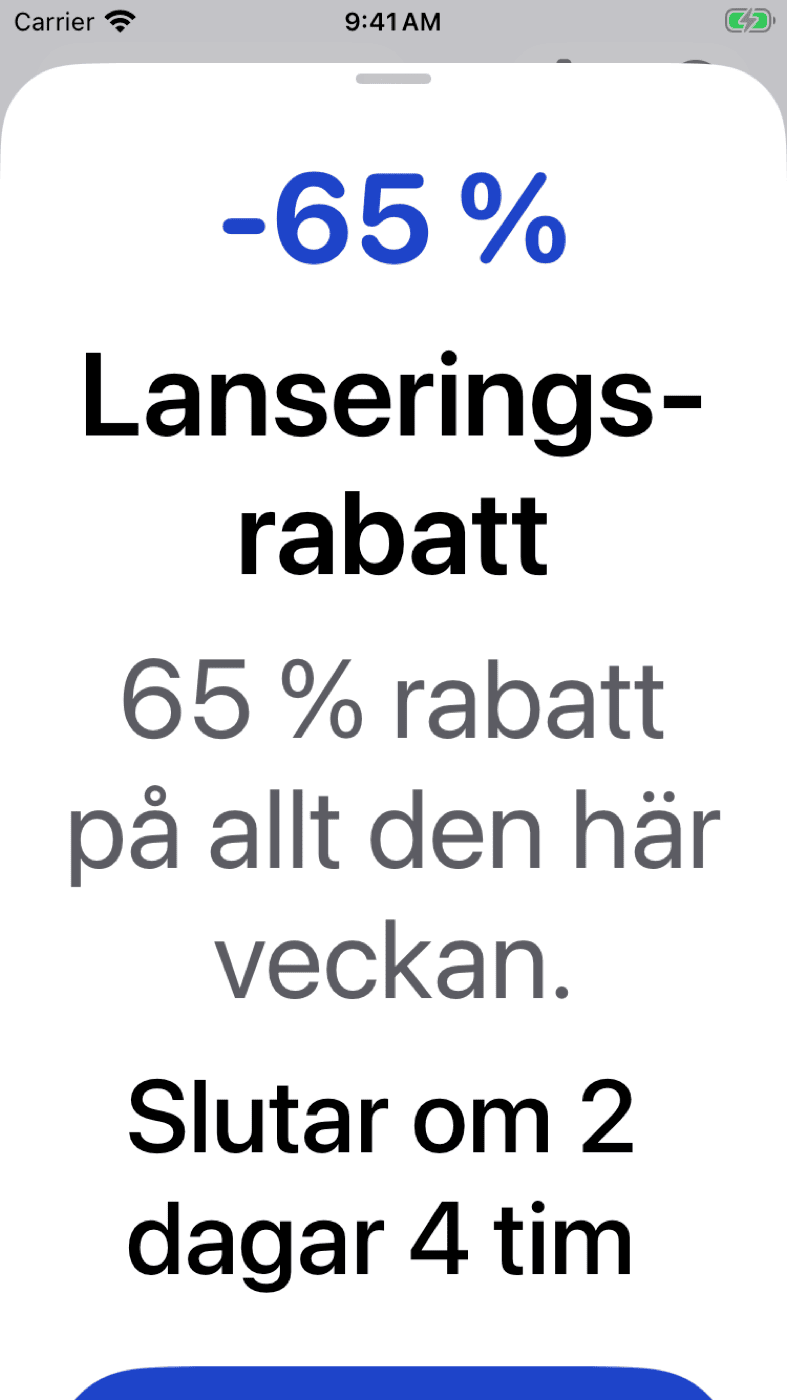 Carrier 9:41 AM
-65 %
Lanserings-
rabatt
65 % rabatt
på allt den här
veckan.
Slutar om 2
dagar 4 tim